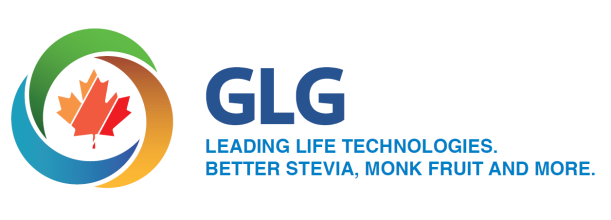 GLG
LEADING LIFE TECHNOLOGIES.
BETTER STEVIA, MONK FRUIT AND MORE.